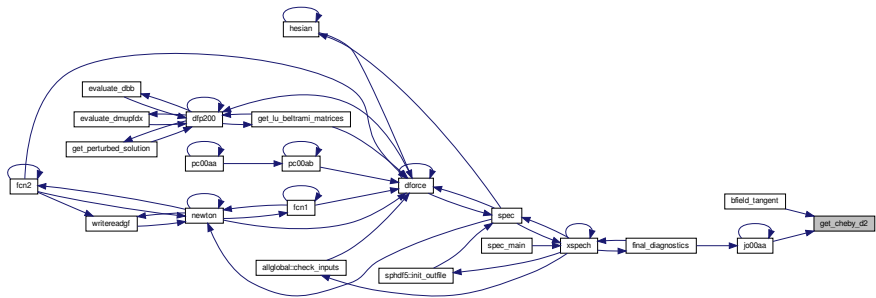 hesian
evaluate_dbb
evaluate_dmupfdx
dfp200
get_lu_beltrami_matrices
get_perturbed_solution
pc00aa
pc00ab
fcn2
dforce
fcn1
newton
spec
bfield_tangent
writereadgf
get_cheby_d2
spec_main
xspech
final_diagnostics
jo00aa
allglobal::check_inputs
sphdf5::init_outfile